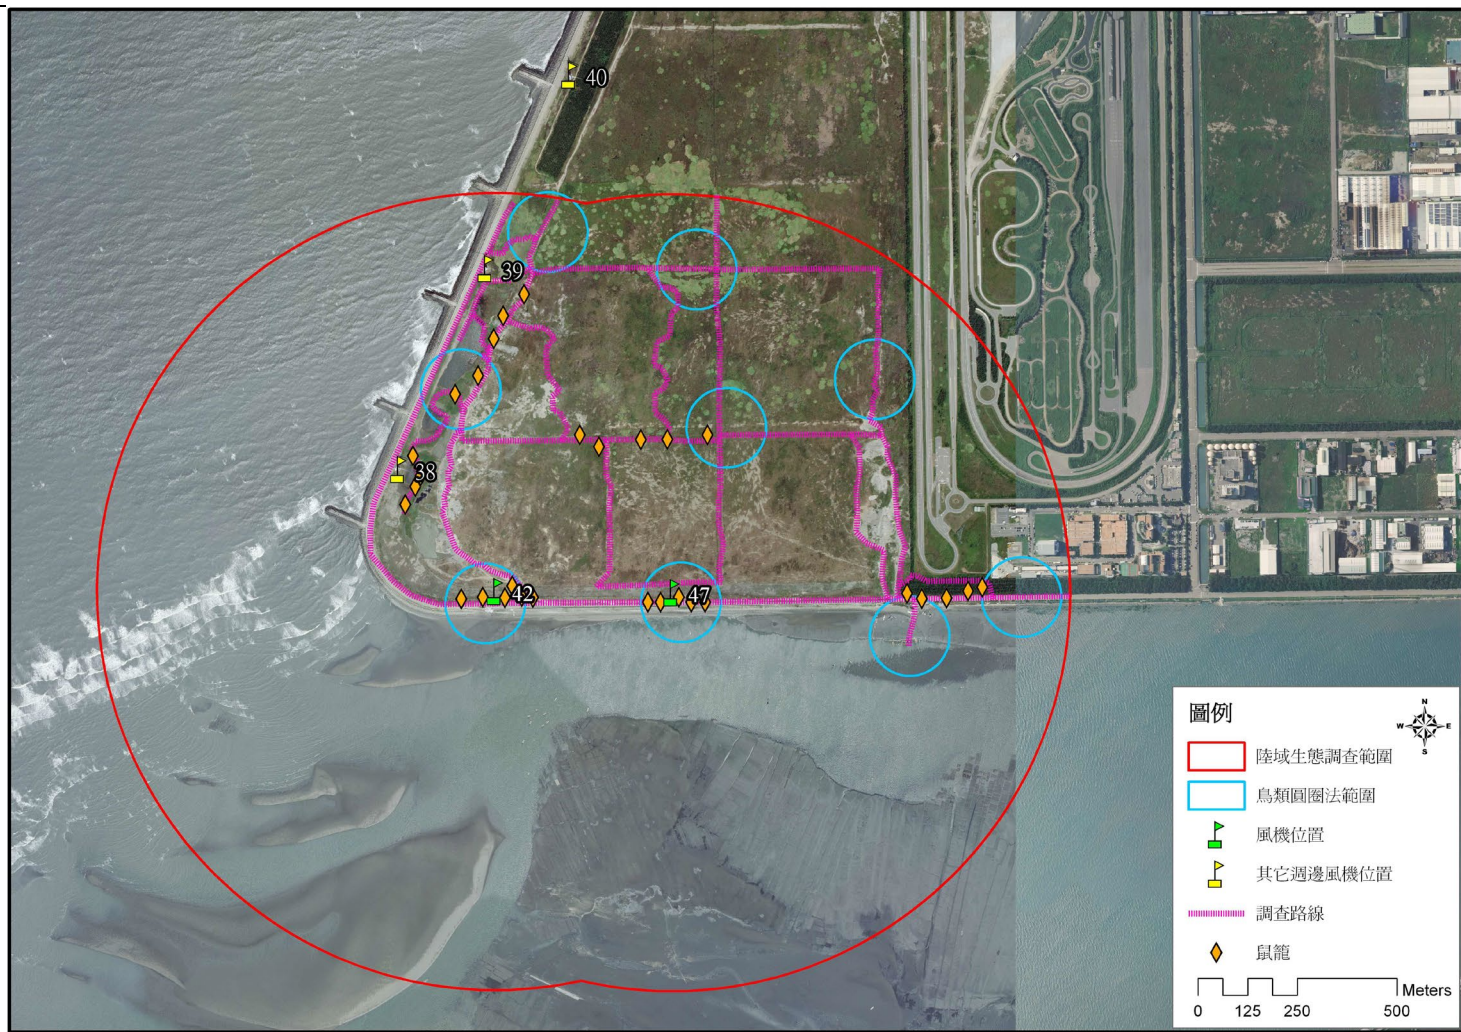 40
39
38
42
47
圖例
N
W E
S
陸域生態調查範圍
鳥類圓圈法範圍
風機位置
其它週邊風機位置
調查路線
鼠籠
Meters
0 125 250 500